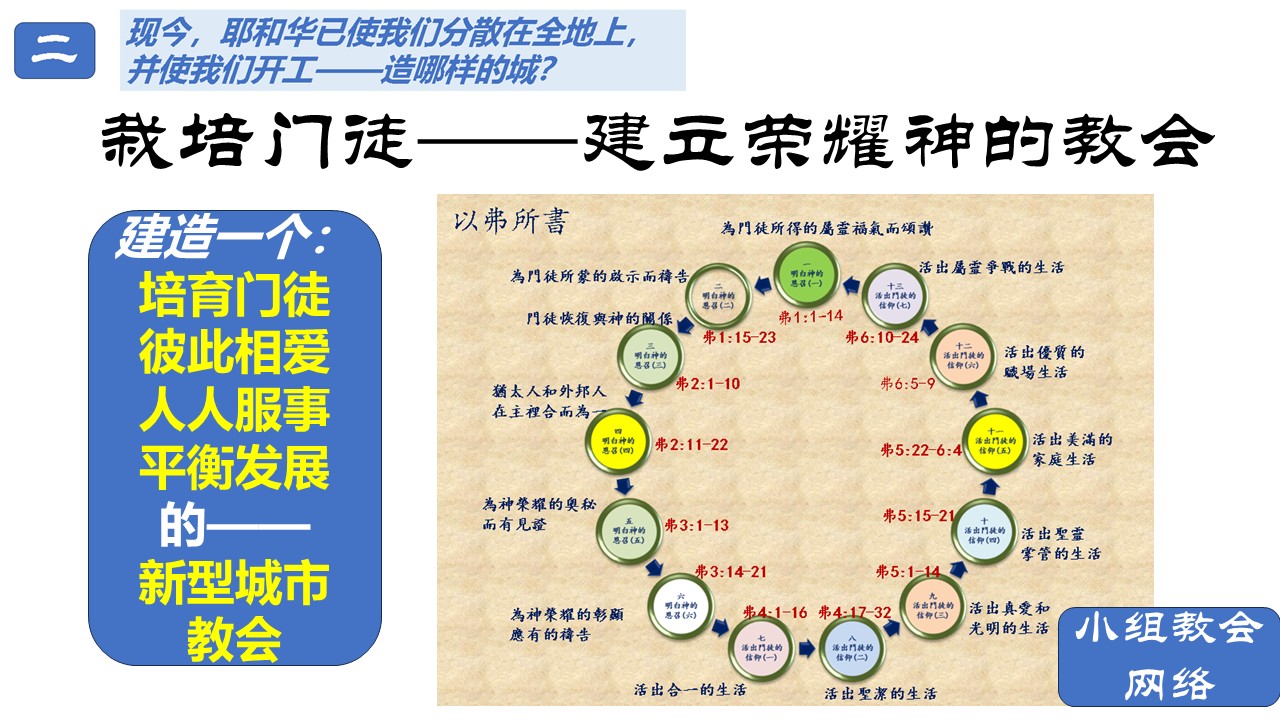 二
现今，耶和华已使我们分散在全地上，
并使我们开工——造哪样的城？
栽培门徒——建立荣耀神的教会
建造一个：
培育门徒
彼此相爱
人人服事
平衡发展
的——
新型城市
教会
以弗所書
為門徒所得的屬靈福氣而頌讚
一
明白神的
恩召(一)
弗1:1-14
為門徒所蒙的啟示而禱告
二
明白神的
恩召(二)
弗1:15-23
門徒恢復與神的關係
三
明白神的
恩召(三)
弗2:1-10
猶太人和外邦人
在主裡合而為一
四
明白神的
恩召(四)
弗2:11-22
為神榮耀的奧秘
而有見證
五
明白神的
恩召(五)
弗3:1-13
為神榮耀的彰顯
應有的禱告
六
明白神的
恩召(六)
弗3:14-21
七
活出門徒的
信仰(一)
弗4:1-16
活出合一的生活
八
活出門徒的
信仰(二)
弗4:17-32
活出聖潔的生活
九
活出門徒的
信仰(三)
弗5:1-14
活出真愛和
光明的生活
十
活出門徒的
信仰(四)
弗5:15-21
活出聖靈
掌管的生活
十一
活出門徒的
信仰(五)
弗5:22-6:4
活出美滿的
家庭生活
十二
活出門徒的
信仰(六)
弗6:5-9
活出優質的
職場生活
十三
活出門徒的
信仰(七)
弗6:10-24
活出屬靈爭戰的生活
小组教会
网络